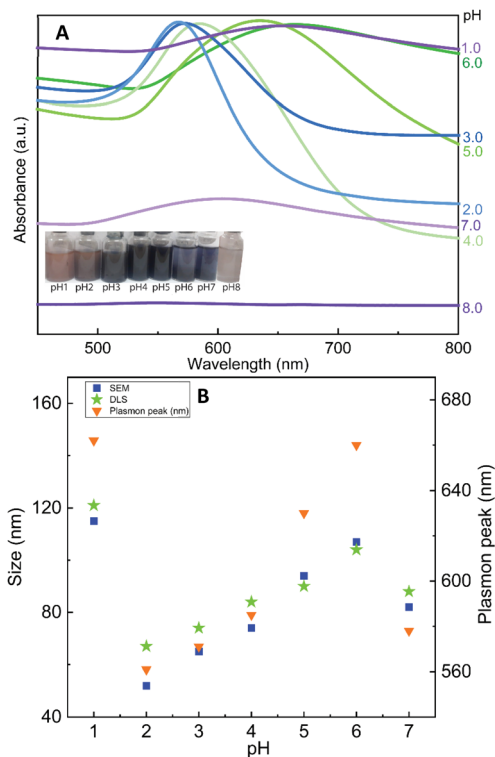 A
pH
1.0
6.0
3.0
5.0
2.0
7.0
4.0
8.0
Absorbance (a.u.)
pH1 pH2 pH3 pH4 pH5 pH6 pH7 pH8
500 600 700 800
Wavelength (nm)
B
SEM
DLS
Plasmon peak (nm)
160
120
80
40
Size (nm)
680
640
600
560
Plasmon peak (nm)
1 2 3 4 5 6 7
pH